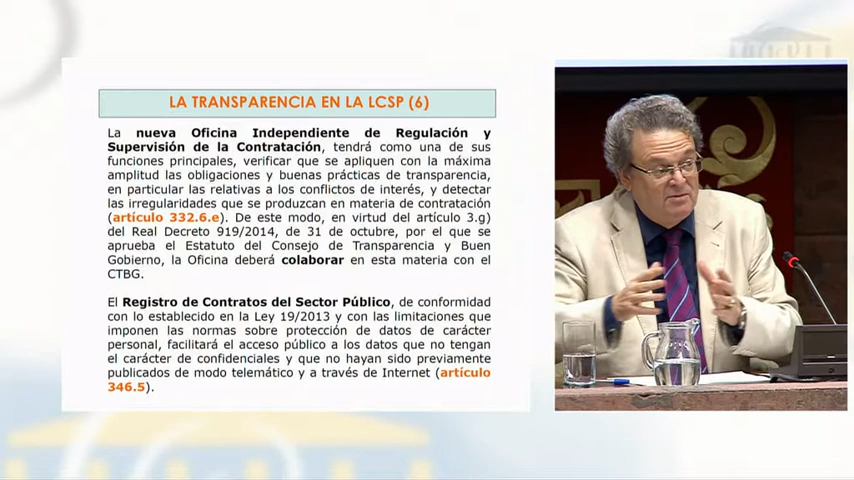 LA TRANSPARENCIA EN LA LCSP (6)
La nueva Oficina Independiente de Regulación y
Supervisión de la Contratación, tendrá como una de sus
funciones principales, verificar que se apliquen con la máxima
amplitud las obligaciones y buenas prácticas de transparencia,
en particular las relativas a los conflictos de interés, y detectar
las irregularidades que se produzcan en materia de contratación
(artículo 332.6.e). De este modo, en virtud del artículo 3.g)
del Real Decreto 919/2014, de 31 de octubre, por el que se
aprueba el Estatuto del Consejo de Transparencia y Buen
Gobierno, la Oficina deberá colaborar en esta materia con el
CTBG.
El Registro de Contratos del Sector Público, de conformidad
con lo establecido en la Ley 19/2013 y con las limitaciones que
imponen las normas sobre protección de datos de carácter
personal, facilitará el acceso público a los datos que no tengan
el carácter de confidenciales y que no hayan sido previamente
publicados de modo telemático y a través de Internet (artículo
346.5).